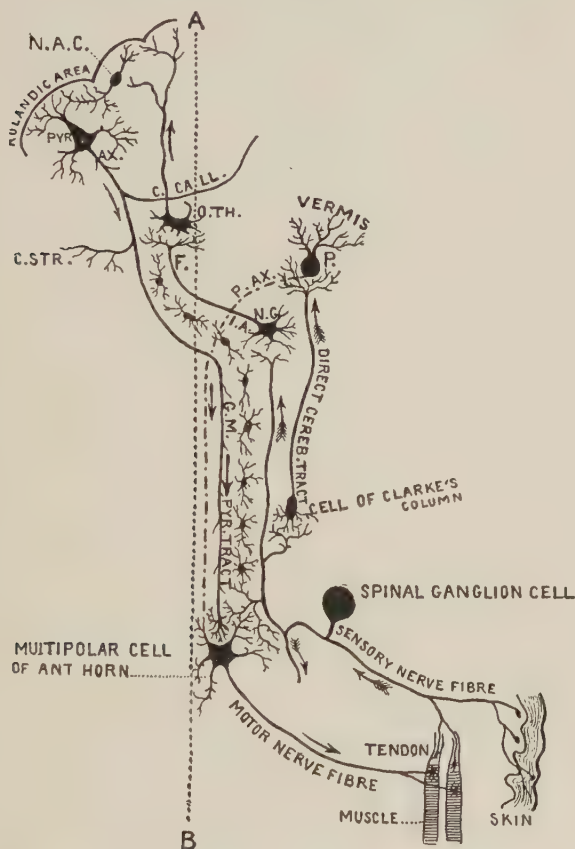 A
N.A.C.
ROLANDIC AREA
PYR
AX.
C. CALL.
O.TH.
VERMIS
C.STR.
F.
P.
P. AX.
N.G.
I.A.
DIRECT CEREB. TRACT
G.M.
PYR. TRACT
CELL OF CLARKE'S
COLUMN
SPINAL GANGLION CELL
SENSORY NERVE FIBRE
MULTIPOLAR CELL
OF ANT HORN
MOTOR NERVE FIBRE
TENDON
MUSCLE
SKIN
B